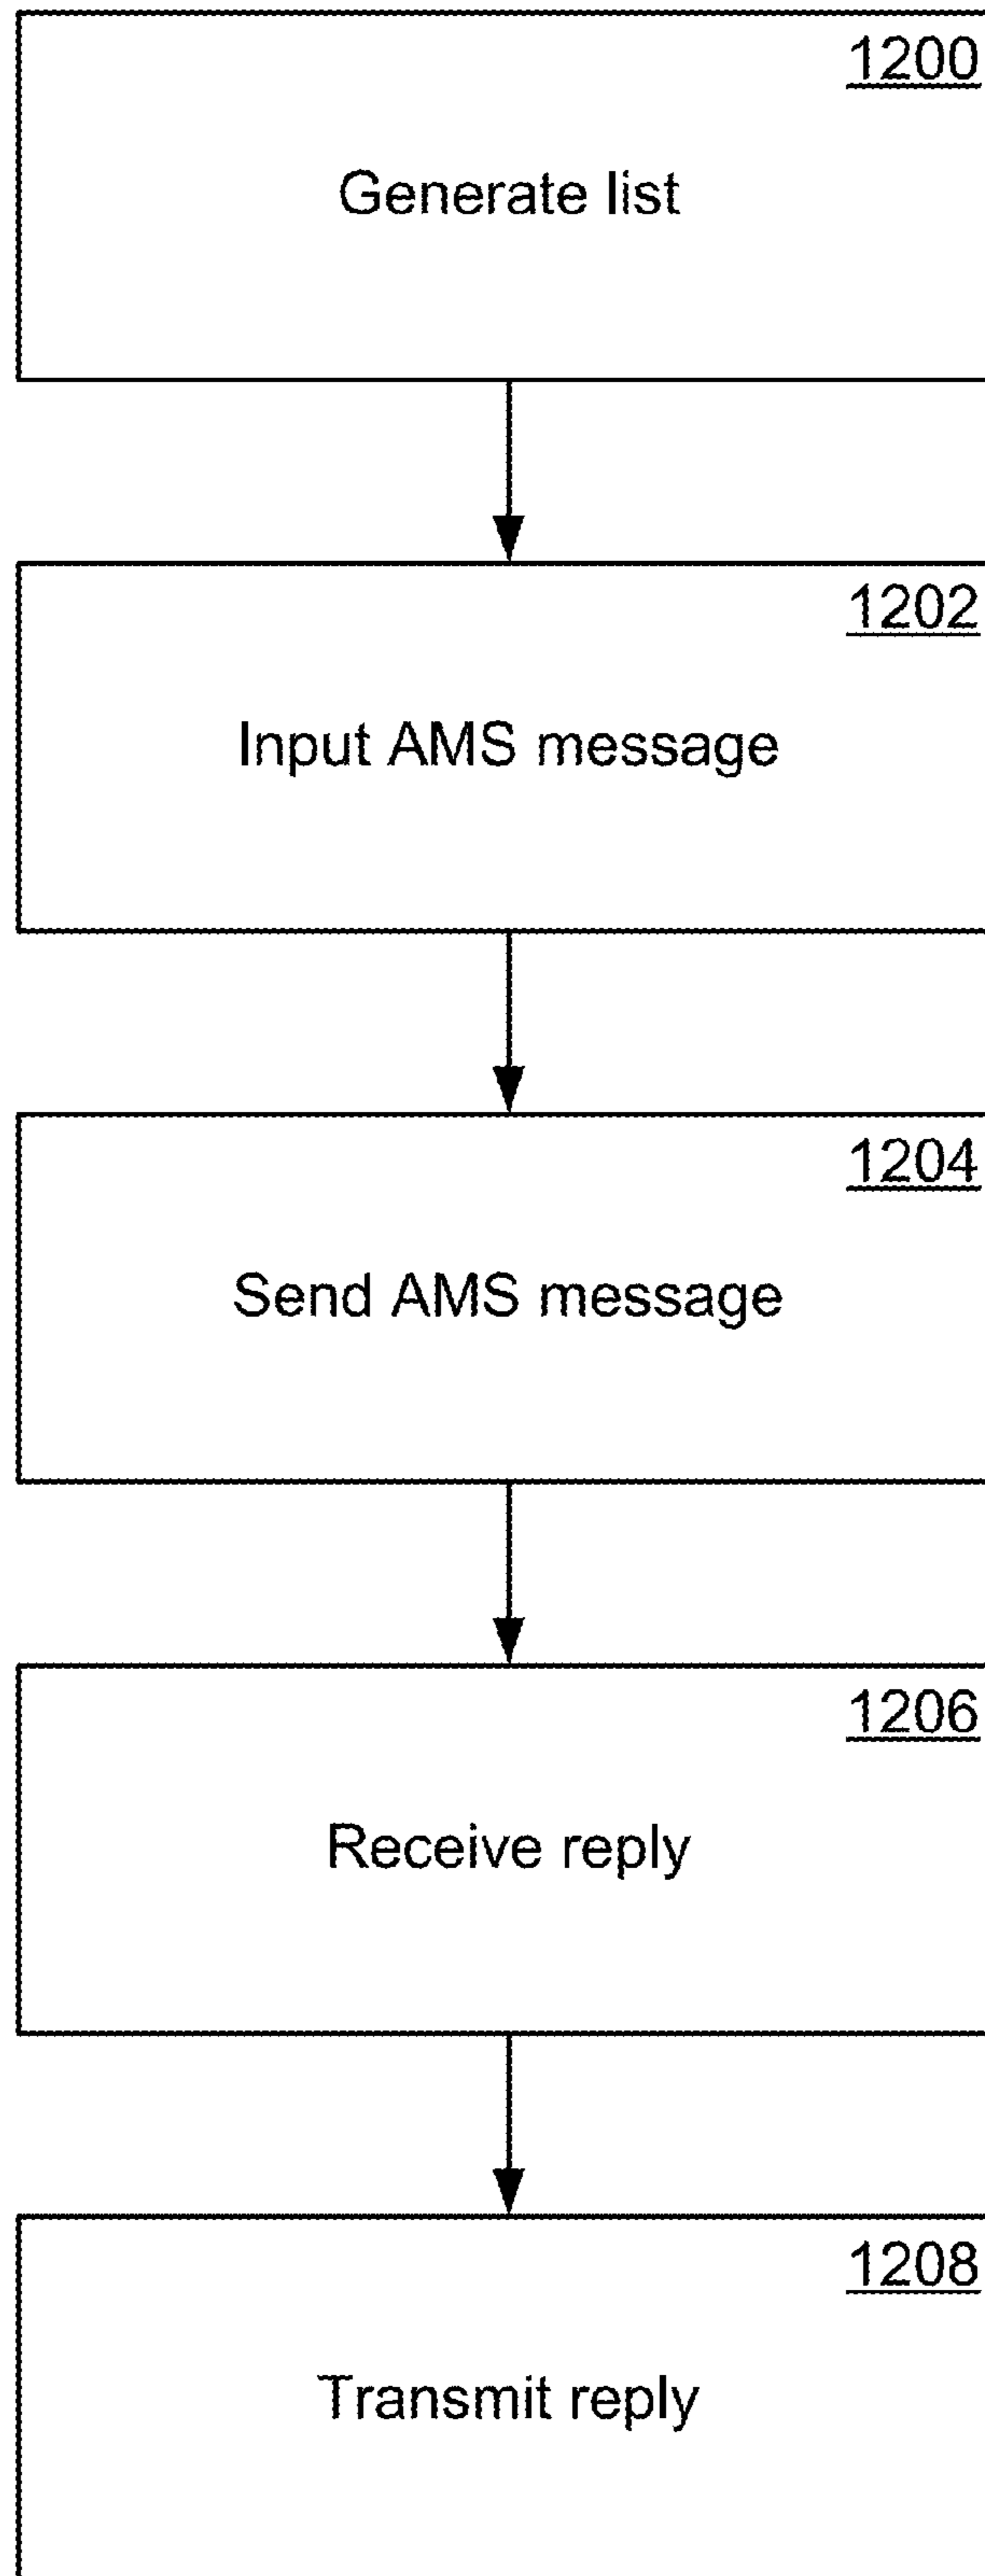 1200
Generate list
1202
Input AMS message
1204
Send AMS message
1206
Receive reply
1208
Transmit reply